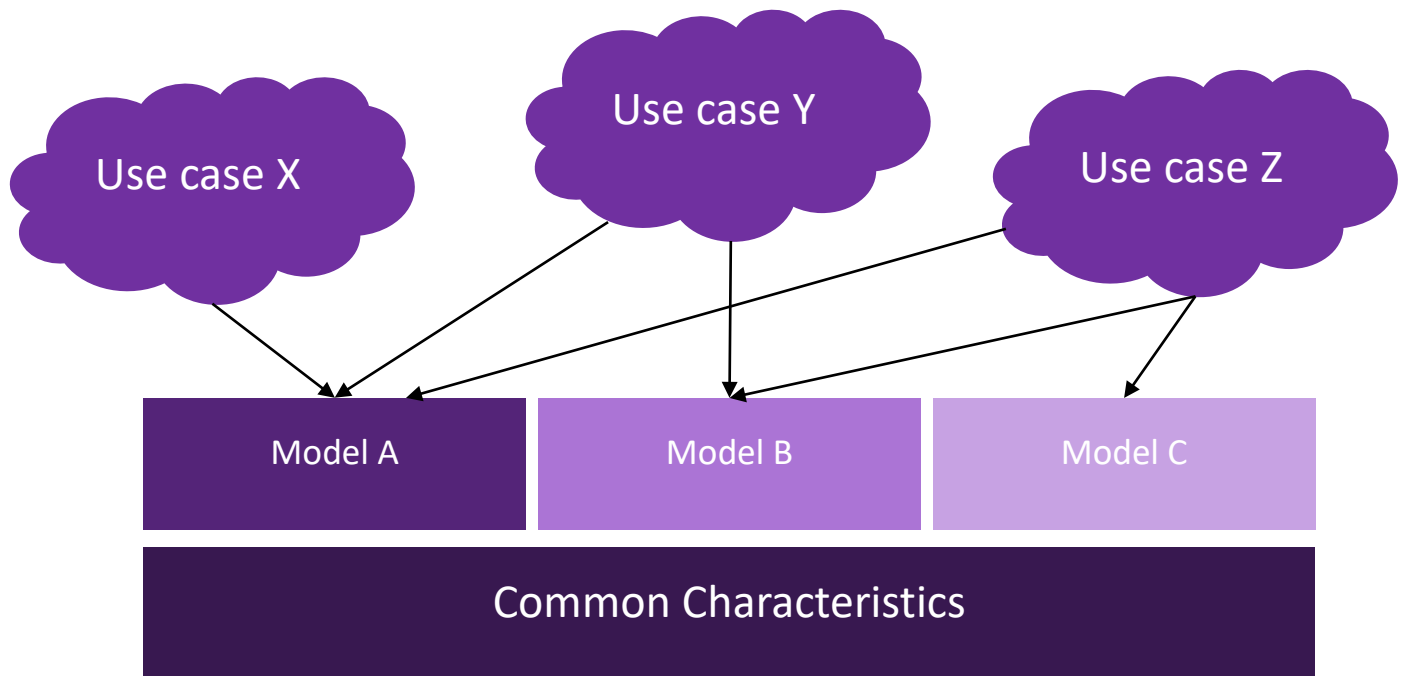 Use case X
Use case Y
Use case Z
Model A
Model B
Model C
Common Characteristics